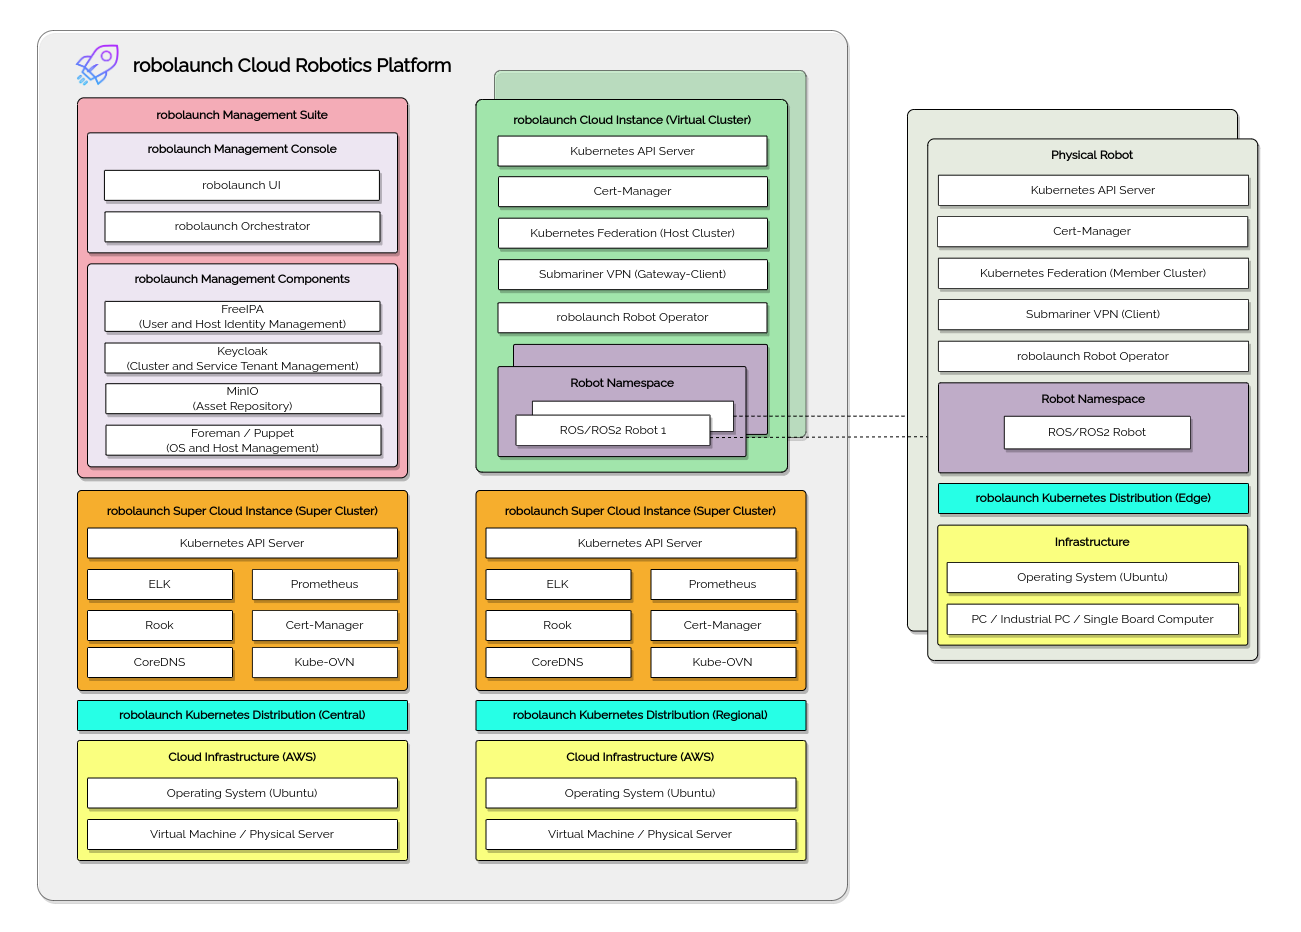 robolaunch Cloud Robotics Platform
robolaunch Management Suite
robolaunch Management Console
robolaunch UI
robolaunch Orchestrator
robolaunch Management Components
FreeIPA
(User and Host Identity Management)
Keycloak
(Cluster and Service Tenant Management)
MinIO
(Asset Repository)
Foreman / Puppet
(OS and Host Management)
robolaunch Super Cloud Instance (Super Cluster)
Kubernetes API Server
ELK
Prometheus
Rook
Cert-Manager
CoreDNS
Kube-OVN
robolaunch Kubernetes Distribution (Central)
Cloud Infrastructure (AWS)
Operating System (Ubuntu)
Virtual Machine / Physical Server
robolaunch Cloud Instance (Virtual Cluster)
Kubernetes API Server
Cert-Manager
Kubernetes Federation (Host Cluster)
Submariner VPN (Gateway-Client)
robolaunch Robot Operator
Robot Namespace
ROS/ROS2 Robot 1
robolaunch Super Cloud Instance (Super Cluster)
Kubernetes API Server
ELK
Prometheus
Rook
Cert-Manager
CoreDNS
Kube-OVN
robolaunch Kubernetes Distribution (Regional)
Cloud Infrastructure (AWS)
Operating System (Ubuntu)
Virtual Machine / Physical Server
Physical Robot
Kubernetes API Server
Cert-Manager
Kubernetes Federation (Member Cluster)
Submariner VPN (Client)
robolaunch Robot Operator
Robot Namespace
ROS/ROS2 Robot
robolaunch Kubernetes Distribution (Edge)
Infrastructure
Operating System (Ubuntu)
PC / Industrial PC / Single Board Computer